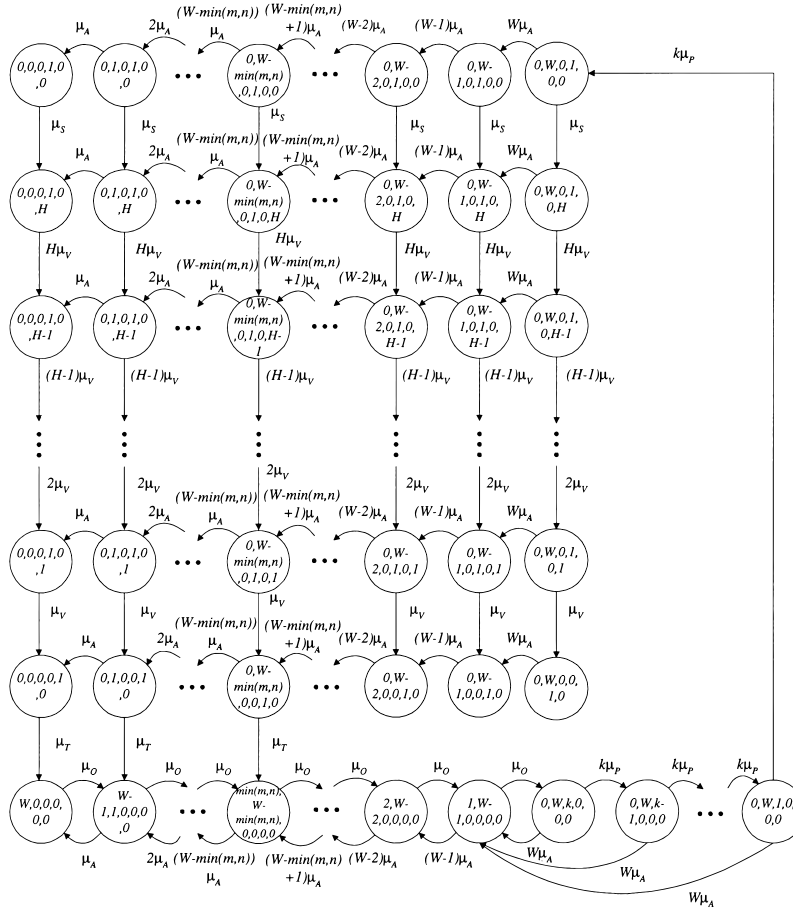 (W-min(m,n)) (W-min(m,n)
μA 2μA μA +1)μA (W-2)μA (W-1)μA WμA kμP
0,0,0,1,0 0,1,0,1,0 0,W- 0,W- 0,W- 0,W,0,1,
,0 ,0 min(m,n) 2,0,1,0,0 1,0,1,0,0 0,0
,0,1,0,0
μS μS μS μS μS μS
(W-min(m,n)) (W-min(m,n)
μA 2μA μA +1)μA (W-2)μA (W-1)μA WμA
0,0,0,1,0 0,1,0,1,0 0,W- 0,W- 0,W- 0,W,0,1,
,H ,H min(m,n) 2,0,1,0, 1,0,1,0, 0,H
,0,1,0,H H H
HμV HμV HμV HμV HμV HμV
(W-min(m,n)) (W-min(m,n)
μA 2μA μA +1)μA (W-2)μA (W-1)μA WμA
0,0,0,1,0 0,1,0,1,0 0,W- 0,W- 0,W- 0,W,0,1,
,H-1 ,H-1 min(m,n) 2,0,1,0, 1,0,1,0, 0,H-1
,0,1,0,H- H-1 H-1
1
(H-1)μV (H-1)μV (H-1)μV (H-1)μV (H-1)μV (H-1)μV
2μV 2μV 2μV 2μV 2μV 2μV
(W-min(m,n)) (W-min(m,n)
μA 2μA μA +1)μA (W-2)μA (W-1)μA WμA
0,0,0,1,0 0,1,0,1,0 0,W- 0,W- 0,W- 0,W,0,1,
,1 ,1 min(m,n) 2,0,1,0,1 1,0,1,0,1 0,1
,0,1,0,1
μV μV μV μV μV μV
(W-min(m,n)) (W-min(m,n)
μA 2μA μA +1)μA (W-2)μA (W-1)μA WμA
0,0,0,0,1 0,1,0,0,1 0,W- 0,W- 0,W- 0,W,0,0,
,0 ,0 min(m,n) 2,0,0,1,0 1,0,0,1,0 1,0
,0,0,1,0
μT μT μT
μO μO μO μO μO μO μO kμP kμP kμP
W,0,0,0, W- min(m,n), 2,W- 1,W- 0,W,k,0, 0,W,k- 0,W,1,0,
0,0 1,1,0,0,0 W- 2,0,0,0,0 1,0,0,0,0 0,0 1,0,0,0 0,0
,0 min(m,n),
0,0,0,0
μA 2μA (W-min(m,n)) (W-min(m,n) (W-2)μA (W-1)μA WμA
μA +1)μA WμA
WμA